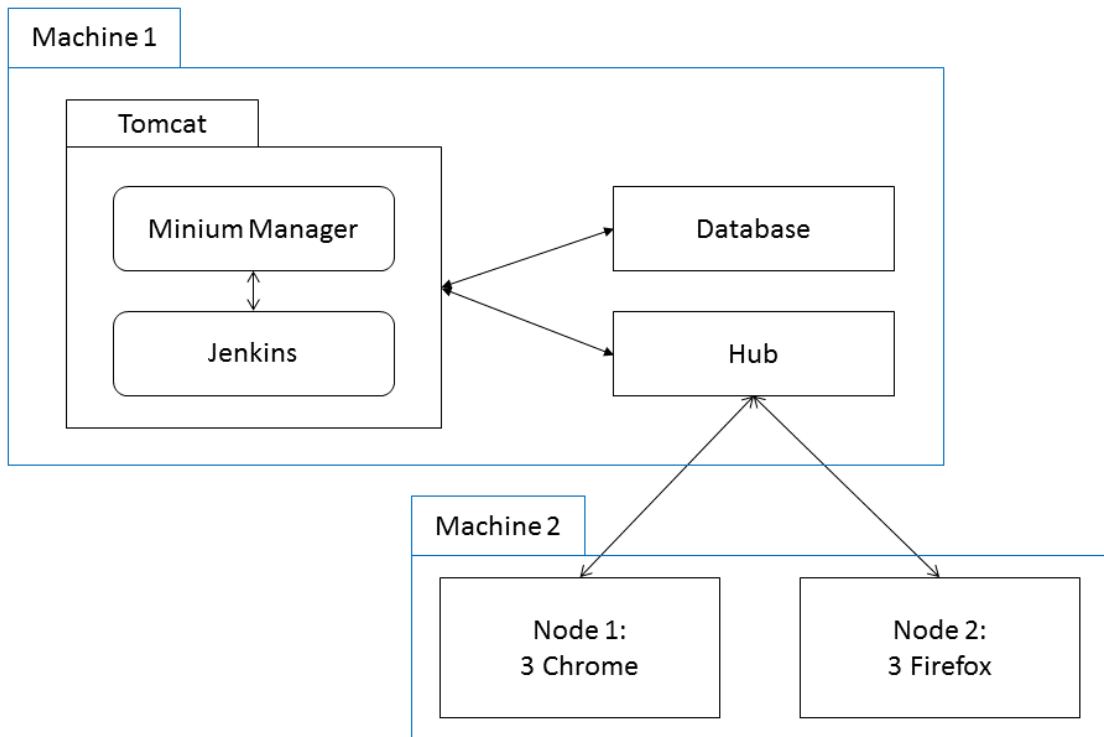 Machine 1
Tomcat
Minium Manager
Database
Jenkins
Hub
Machine 2
Node 1:
3 Chrome
Node 2:
3 Firefox